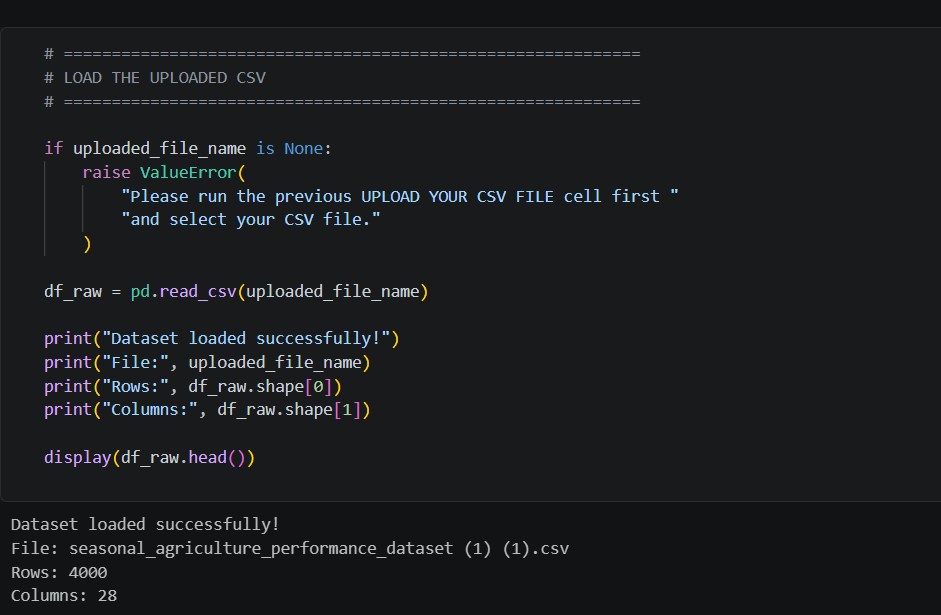 # ============================================================
# LOAD THE UPLOADED CSV
# ============================================================
if uploaded_file_name is None:
    raise ValueError(
        "Please run the previous UPLOAD YOUR CSV FILE cell first "
        "and select your CSV file."
    )
df_raw = pd.read_csv(uploaded_file_name)
print("Dataset loaded successfully!")
print("File:", uploaded_file_name)
print("Rows:", df_raw.shape[0])
print("Columns:", df_raw.shape[1])
display(df_raw.head())
Dataset loaded successfully!
File: seasonal_agriculture_performance_dataset (1) (1).csv
Rows: 4000
Columns: 28